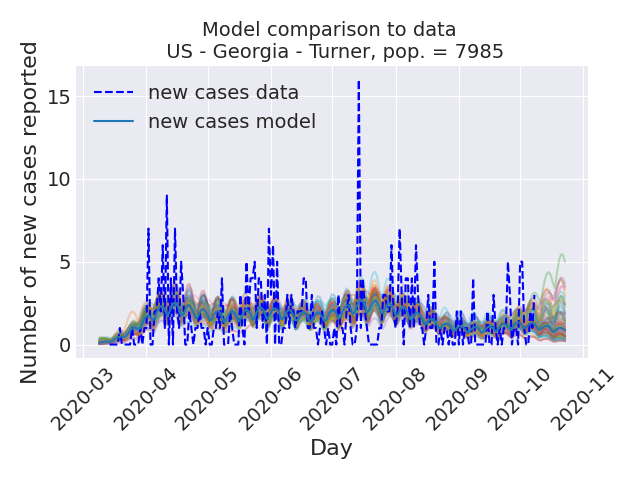 Model comparison to data
US - Georgia - Turner, pop. = 7985
Number of new cases reported
15
10
5
0
new cases data
new cases model
2020-03
2020-04
2020-05
2020-06
2020-07
2020-08
2020-09
2020-10
2020-11
Day